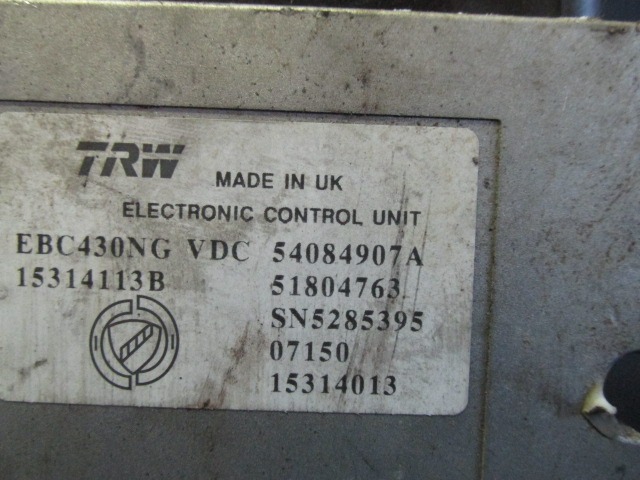 TRW MADE IN UK
ELECTRONIC CONTROL UNIT
EBC430NG VDC 54084907A
15314113B 51804763
SN5285395
07150
15314013